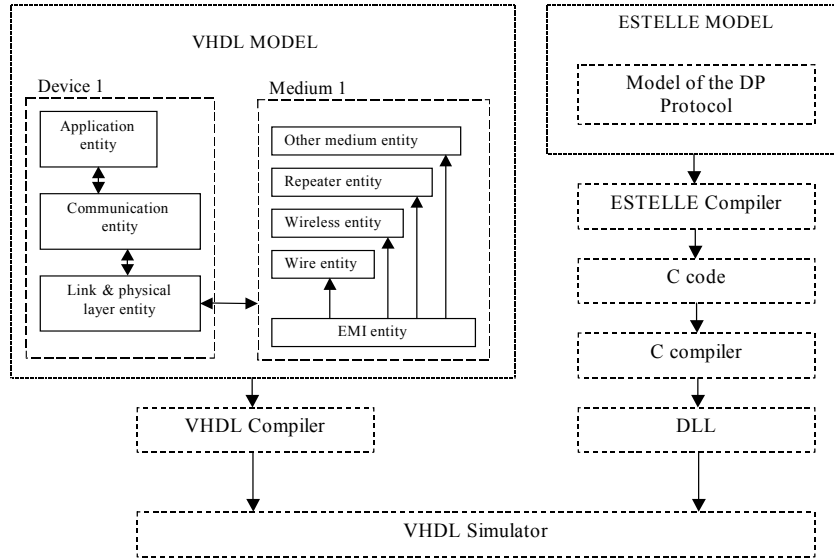 VHDL MODEL
Device 1
Application
entity
Communication
entity
Link & physical
layer entity
Medium 1
Other medium entity
Repeater entity
Wireless entity
Wire entity
EMI entity
ESTELLE MODEL
Model of the DP
Protocol
ESTELLE Compiler
C code
C compiler
VHDL Compiler
DLL
VHDL Simulator